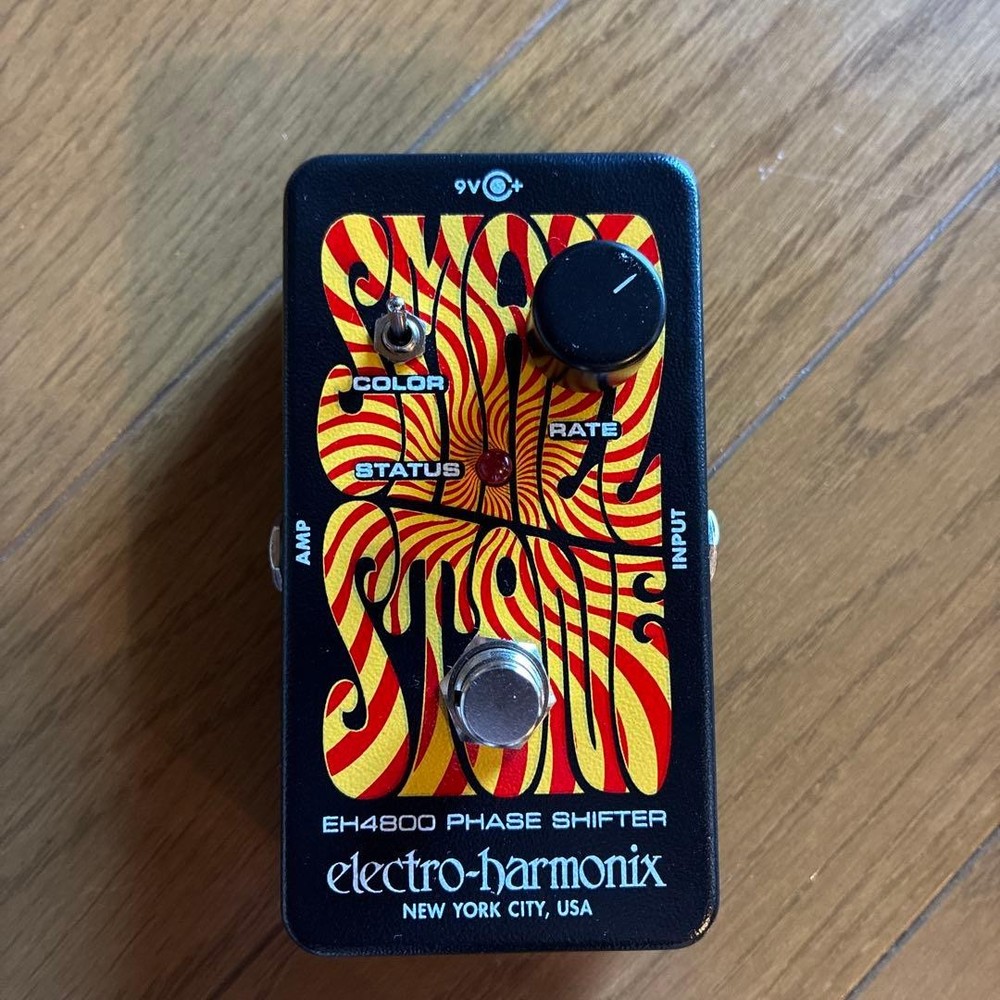 9V +
SMALL
COLOR
RATE
STATUS
AMP
INPUT
STONE
EH4800 PHASE SHIFTER
electro-harmonix
NEW YORK CITY, USA